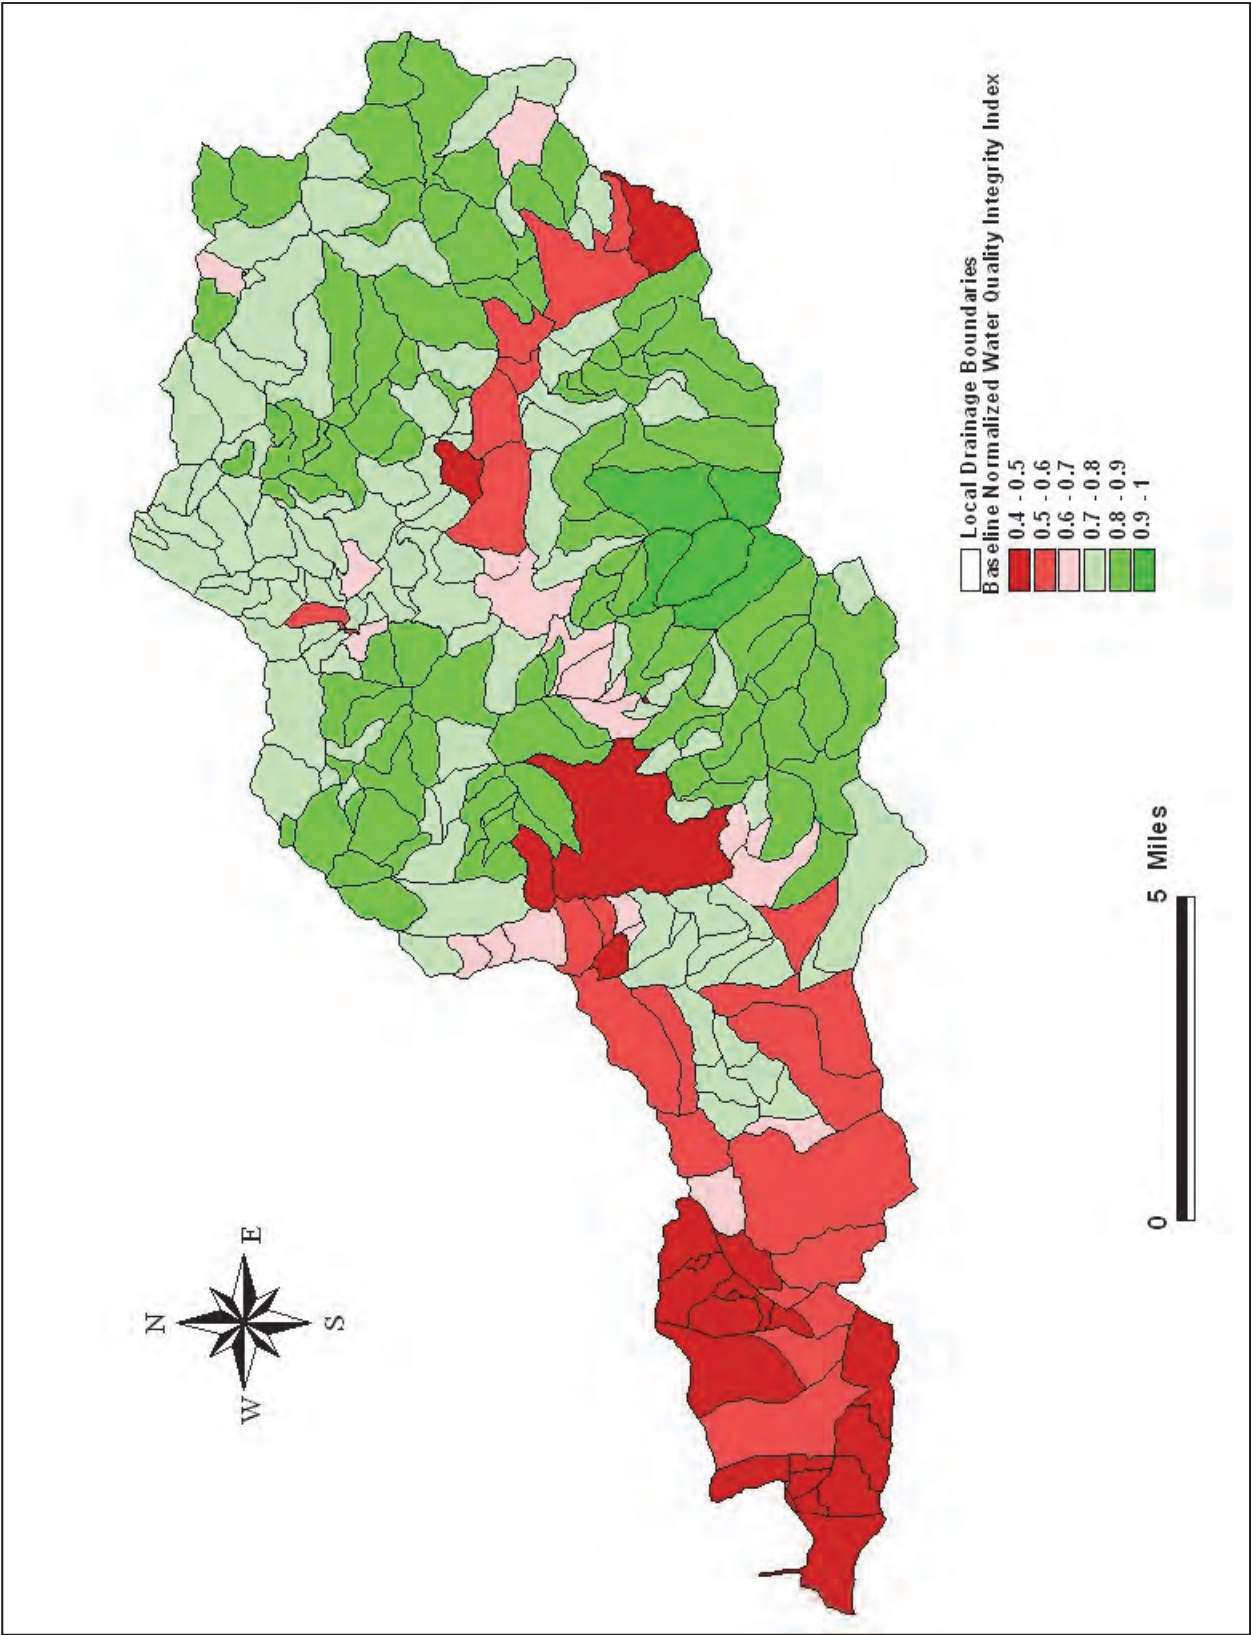 N
W
E
S
Local Drainage Boundaries
Baseline Normalized Water Quality Integrity Index
0.4 - 0.5
0.5 - 0.6
0.6 - 0.7
0.7 - 0.8
0.8 - 0.9
0.9 - 1
0
5
Miles